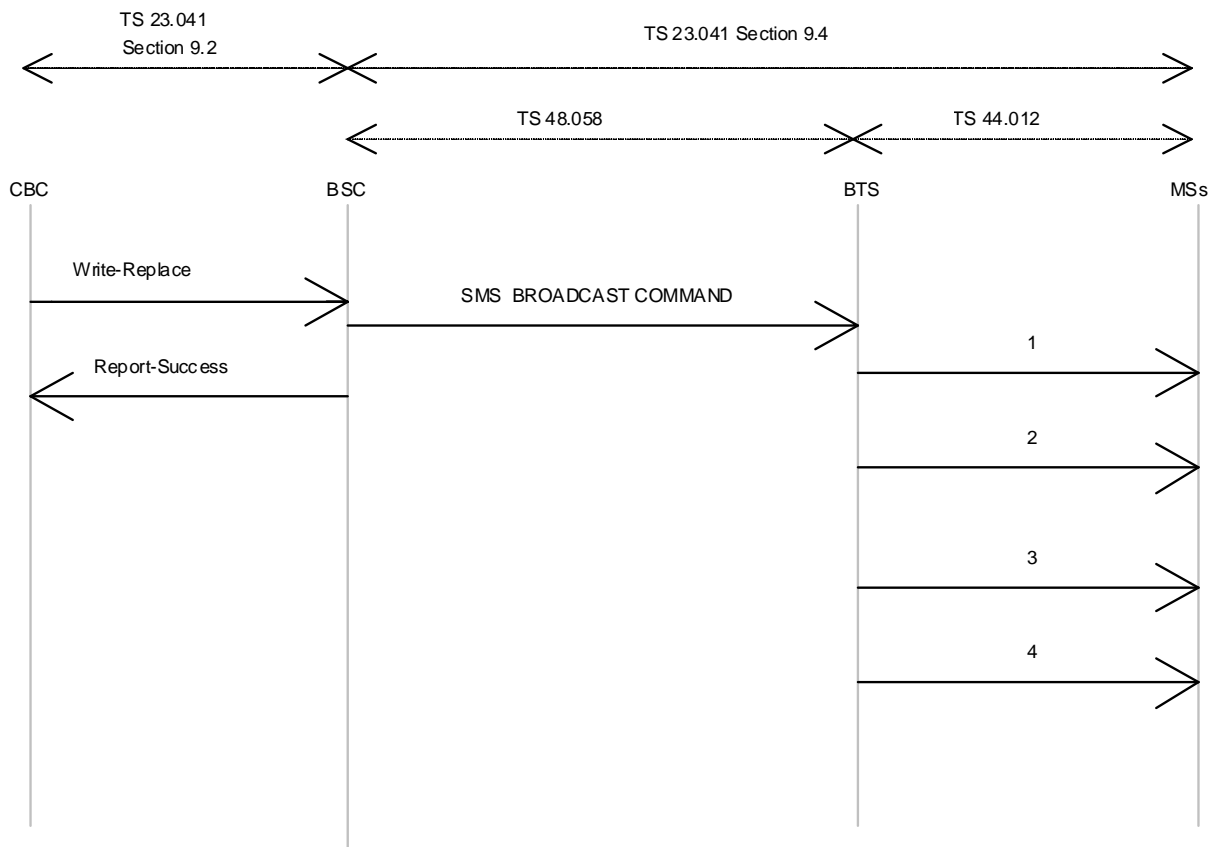 TS 23.041
Section 9.2
TS 23.041 Section 9.4
TS 48.058
TS 44.012
CBC
BSC
BTS
MSs
Write-Replace
SMS BROADCAST COMMAND
1
Report-Success
2
3
4